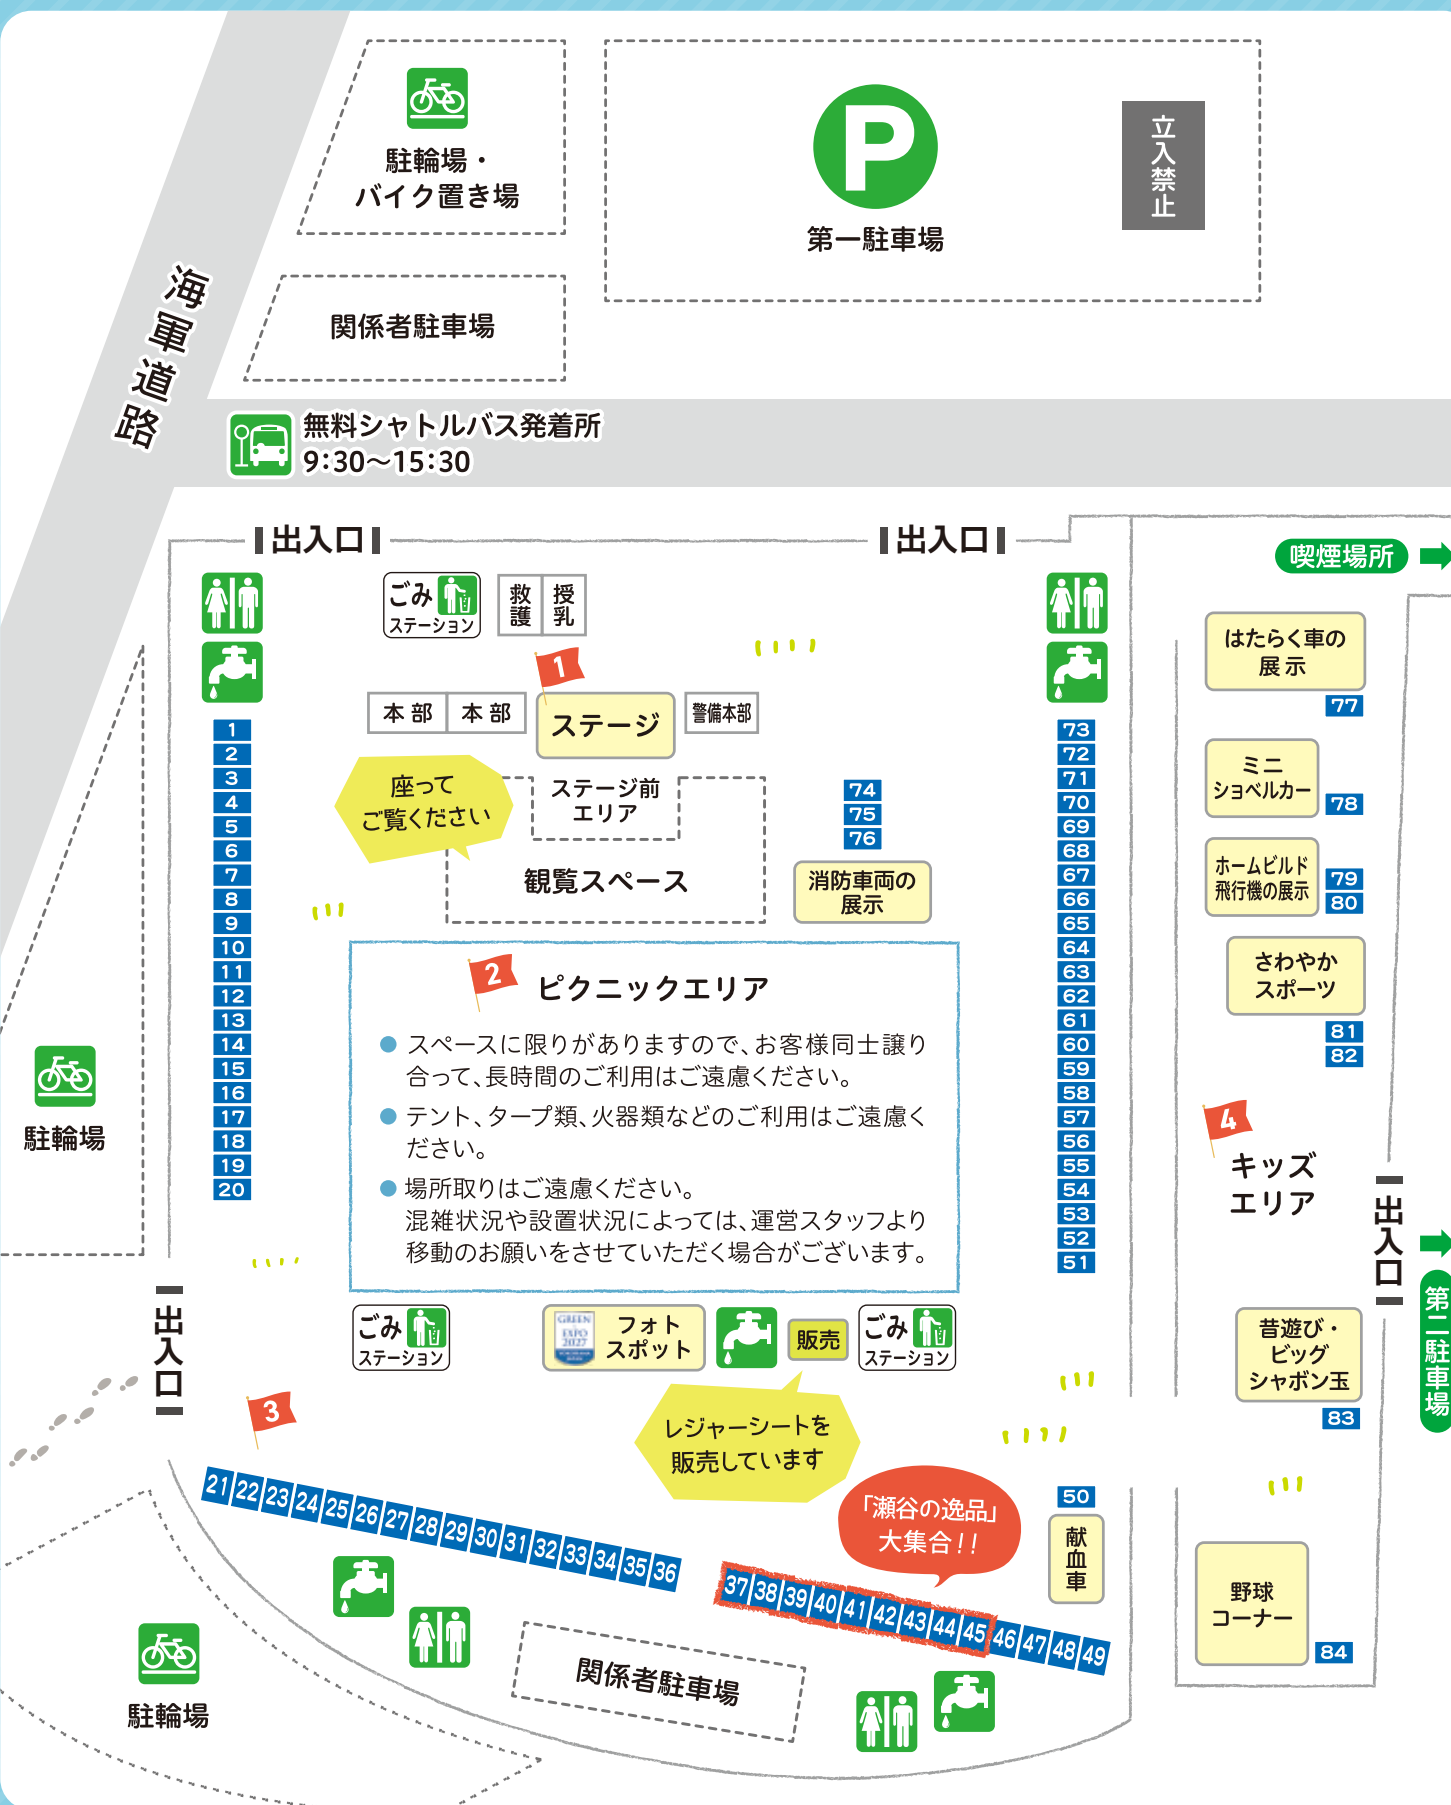 駐輪場・
バイク置き場
P
第一駐車場
立入禁止
海軍道路
関係者駐車場
無料シャトルバス発着所
9:30〜15:30
出入口
出入口
喫煙場所
ごみ
ステーション
救護
授乳
はたらく車の
展示
77
1
本部
本部
ステージ
警備本部
座って
ご覧ください
ステージ前
エリア
観覧スペース
74
75
76
消防車両の
展示
ミニ
ショベルカー
78
ホームビルド
飛行機の展示
79
80
さわやか
スポーツ
81
82
1
2
3
4
5
6
7
8
9
10
11
12
13
14
15
16
17
18
19
20
73
72
71
70
69
68
67
66
65
64
63
62
61
60
59
58
57
56
55
54
53
52
51
2
ピクニックエリア
スペースに限りがありますので、お客様同士譲り
合って、長時間のご利用はご遠慮ください。
テント、タープ類、火器類などのご利用はご遠慮く
ださい。
場所取りはご遠慮ください。
混雑状況や設置状況によっては、運営スタッフより
移動のお願いをさせていただく場合がございます。
駐輪場
4
キッズ
エリア
出入口
第二駐車場
出入口
ごみ
ステーション
GREEN×
EXPO
2027
フォト
スポット
販売
ごみ
ステーション
昔遊び・
ビッグ
シャボン玉
83
レジャーシートを
販売しています
3
21 22 23 24 25 26 27 28 29 30 31 32 33 34 35 36
「瀬谷の逸品」
大集合!!
37 38 39 40 41 42 43 44 45 46 47 48 49
50
献血車
野球
コーナー
84
関係者駐車場
駐輪場